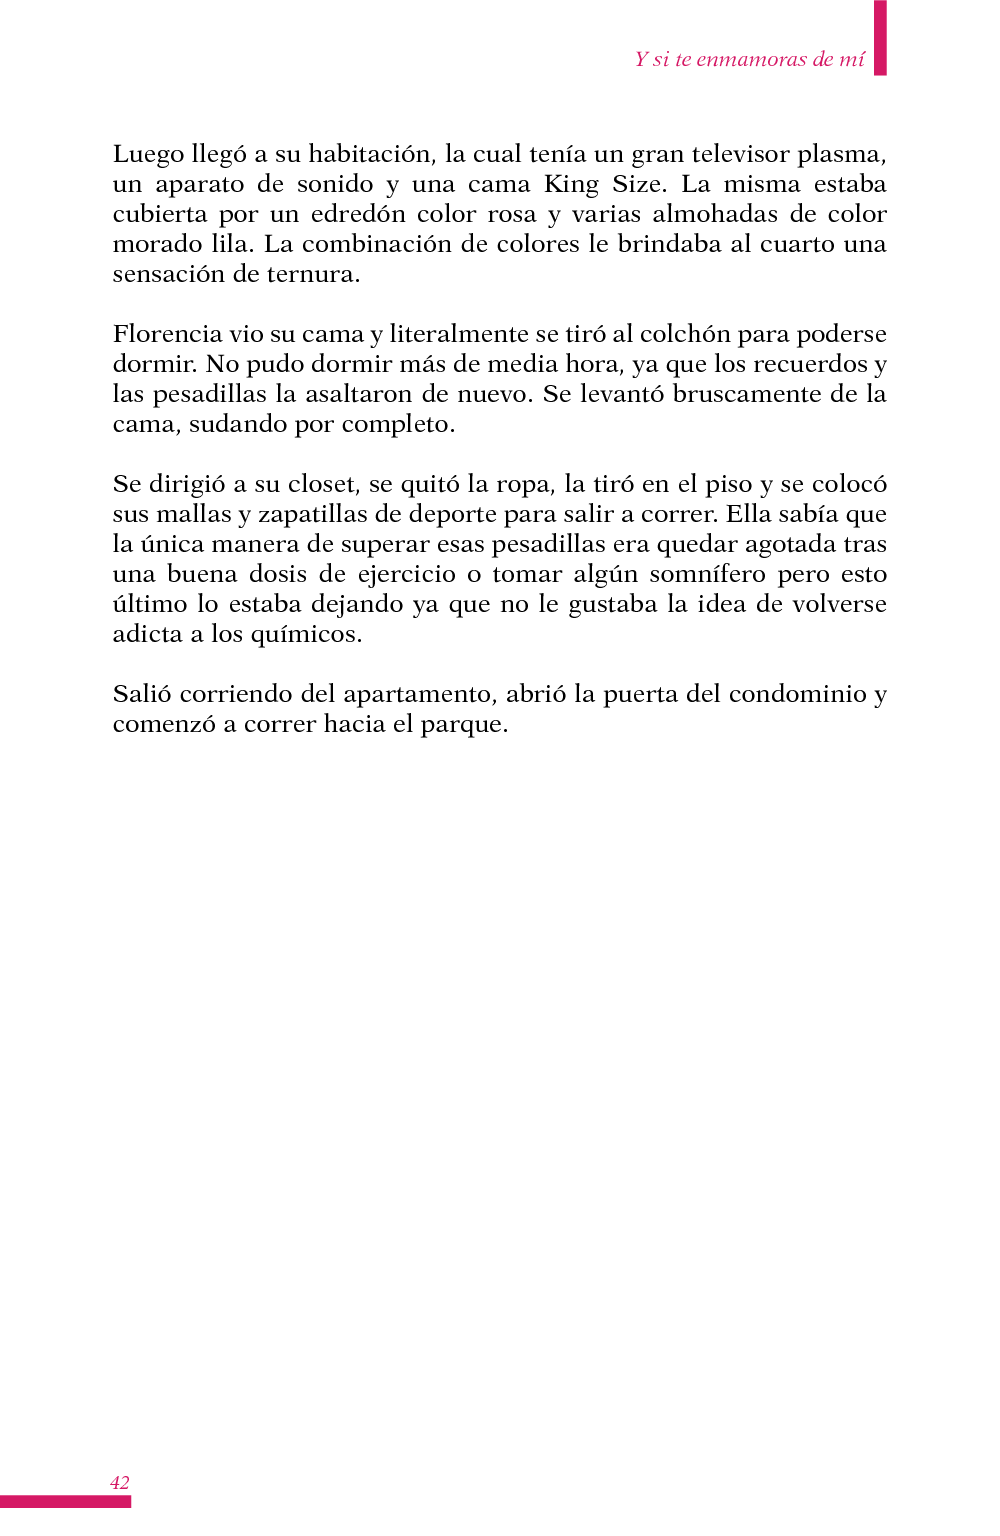 Y si te enmamoras de mí
Luego llegó a su habitación, la cual tenía un gran televisor plasma,
un aparato de sonido y una cama King Size. La misma estaba
cubierta por un edredón color rosa y varias almohadas de color
morado lila. La combinación de colores le brindaba al cuarto una
sensación de ternura.
Florencia vio su cama y literalmente se tiró al colchón para poderse
dormir. No pudo dormir más de media hora, ya que los recuerdos y
las pesadillas la asaltaron de nuevo. Se levantó bruscamente de la
cama, sudando por completo.
Se dirigió a su closet, se quitó la ropa, la tiró en el piso y se colocó
sus mallas y zapatillas de deporte para salir a correr. Ella sabía que
la única manera de superar esas pesadillas era quedar agotada tras
una buena dosis de ejercicio o tomar algún somnífero pero esto
último lo estaba dejando ya que no le gustaba la idea de volverse
adicta a los químicos.
Salió corriendo del apartamento, abrió la puerta del condominio y
comenzó a correr hacia el parque.
42